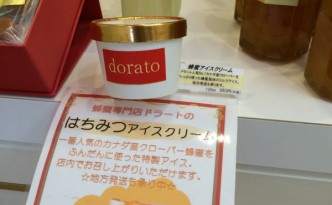 dorato
蜂蜜アイスクリーム
蜂蜜専門店ドラートの
はちみつアイスクリーム
一番人気のカナダ産クローバー蜂蜜を
ふんだんに使った特製アイス。
店内でお召し上がりいただけます。
☆地方発送も承り中☆